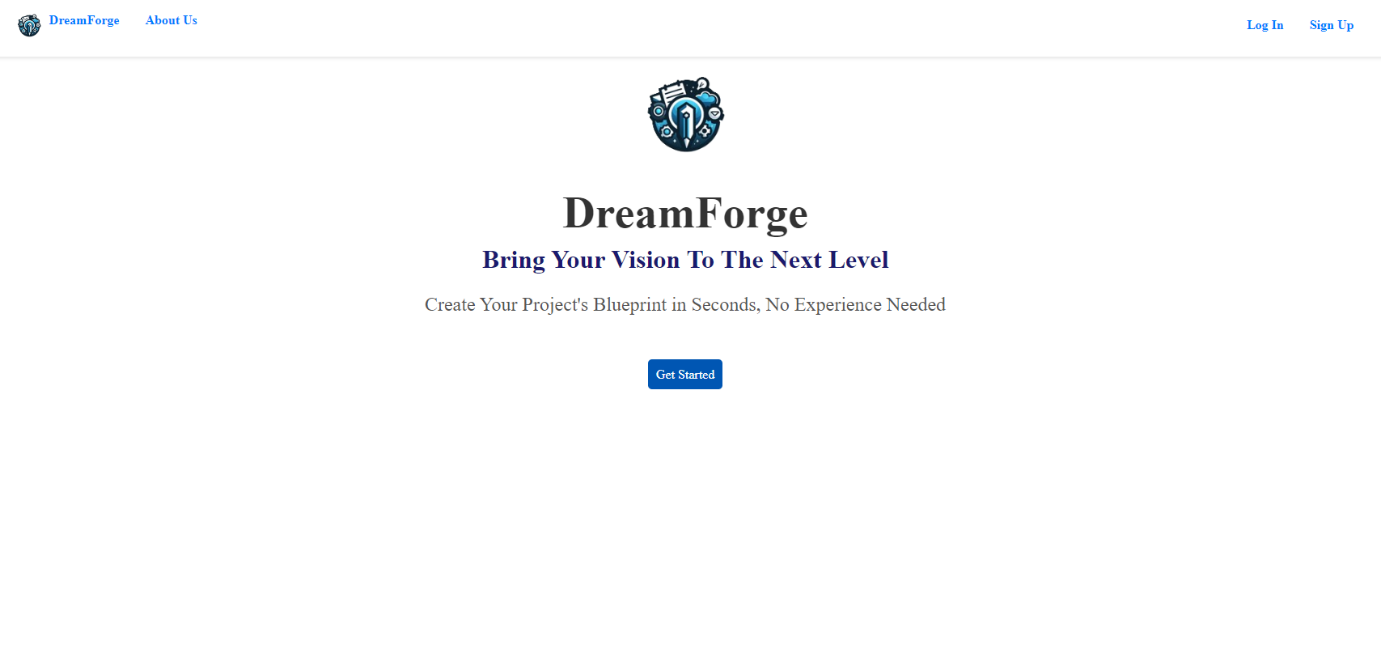 DreamForge About Us Log In Sign Up
DreamForge
Bring Your Vision To The Next Level
Create Your Project's Blueprint in Seconds, No Experience Needed
Get Started